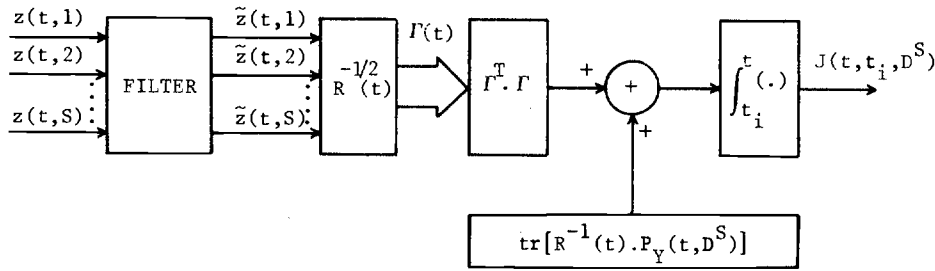 z(t,1)
z(t,2)
z(t,S)
FILTER
z̃(t,1)
z̃(t,2)
z̃(t,S)
R^{-1/2}(t)
Γ(t)
Γ^T.Γ
+
+
+
∫_{t_i}^{t}(.)
J(t,t_i,D^S)
tr[R^{-1}(t).P_Y(t,D^S)]